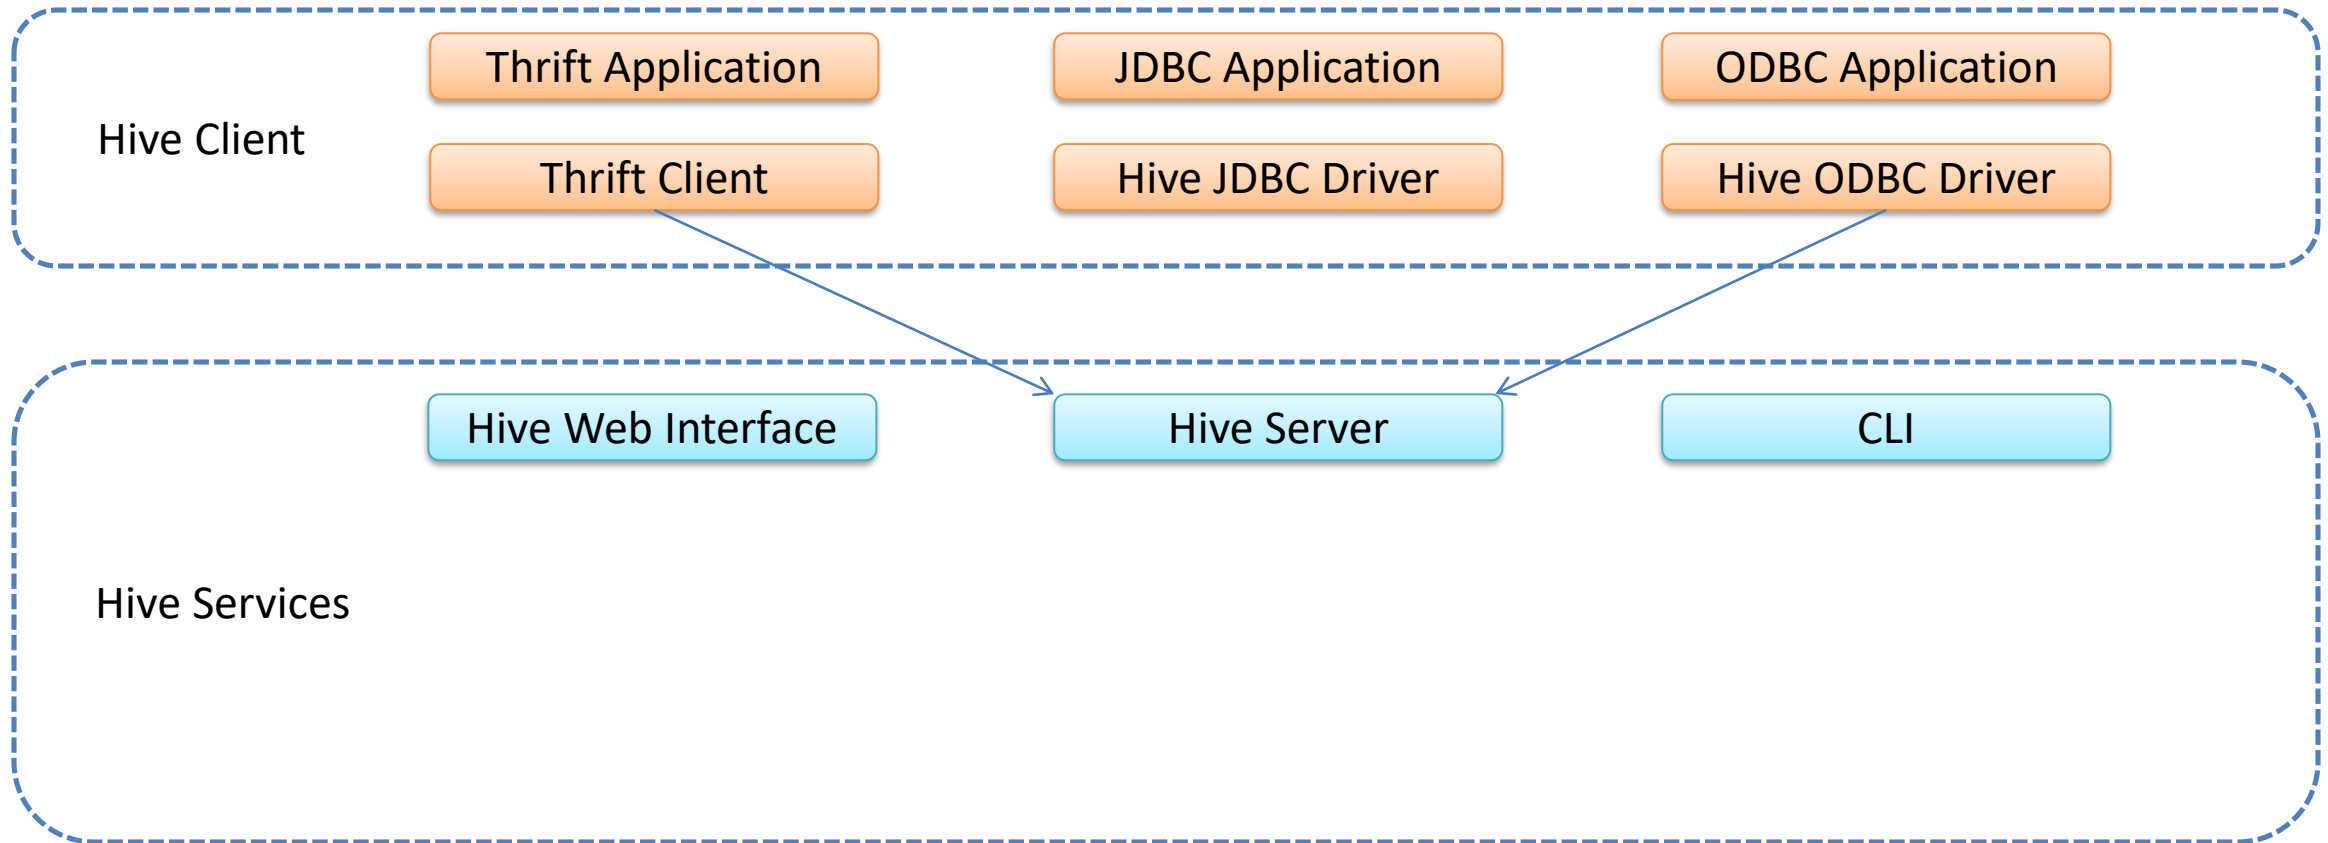 Thrift Application
JDBC Application
ODBC Application
Hive Client
Thrift Client
Hive JDBC Driver
Hive ODBC Driver
Hive Web Interface
Hive Server
CLI
Hive Services